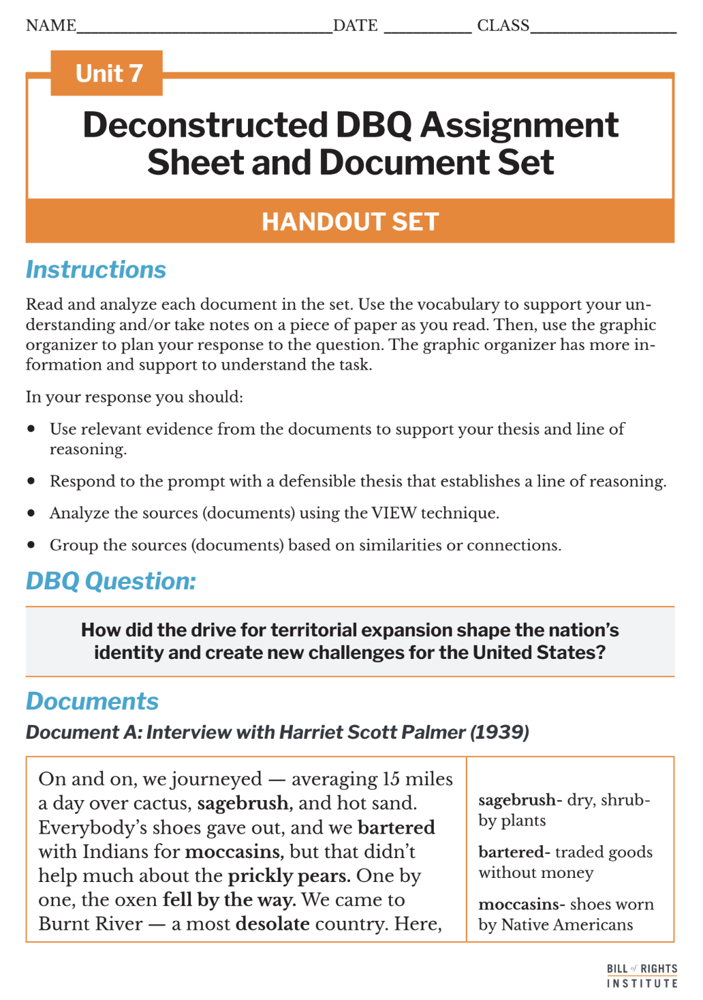 NAME___________________________________DATE ______________ CLASS____________________
Unit 7
Deconstructed DBQ Assignment
Sheet and Document Set
HANDOUT SET
Instructions
Read and analyze each document in the set. Use the vocabulary to support your un-
derstanding and/or take notes on a piece of paper as you read. Then, use the graphic
organizer to plan your response to the question. The graphic organizer has more in-
formation and support to understand the task.
In your response you should:
• Use relevant evidence from the documents to support your thesis and line of
reasoning.
• Respond to the prompt with a defensible thesis that establishes a line of reasoning.
• Analyze the sources (documents) using the VIEW technique.
• Group the sources (documents) based on similarities or connections.
DBQ Question:
How did the drive for territorial expansion shape the nation’s
identity and create new challenges for the United States?
Documents
Document A: Interview with Harriet Scott Palmer (1939)
On and on, we journeyed — averaging 15 miles
a day over cactus, sagebrush, and hot sand.
Everybody’s shoes gave out, and we bartered
with Indians for moccasins, but that didn’t
help much about the prickly pears. One by
one, the oxen fell by the way. We came to
Burnt River — a most desolate country. Here,
sagebrush- dry, shrub-
by plants
bartered- traded goods
without money
moccasins- shoes worn
by Native Americans
BILL of RIGHTS
INSTITUTE